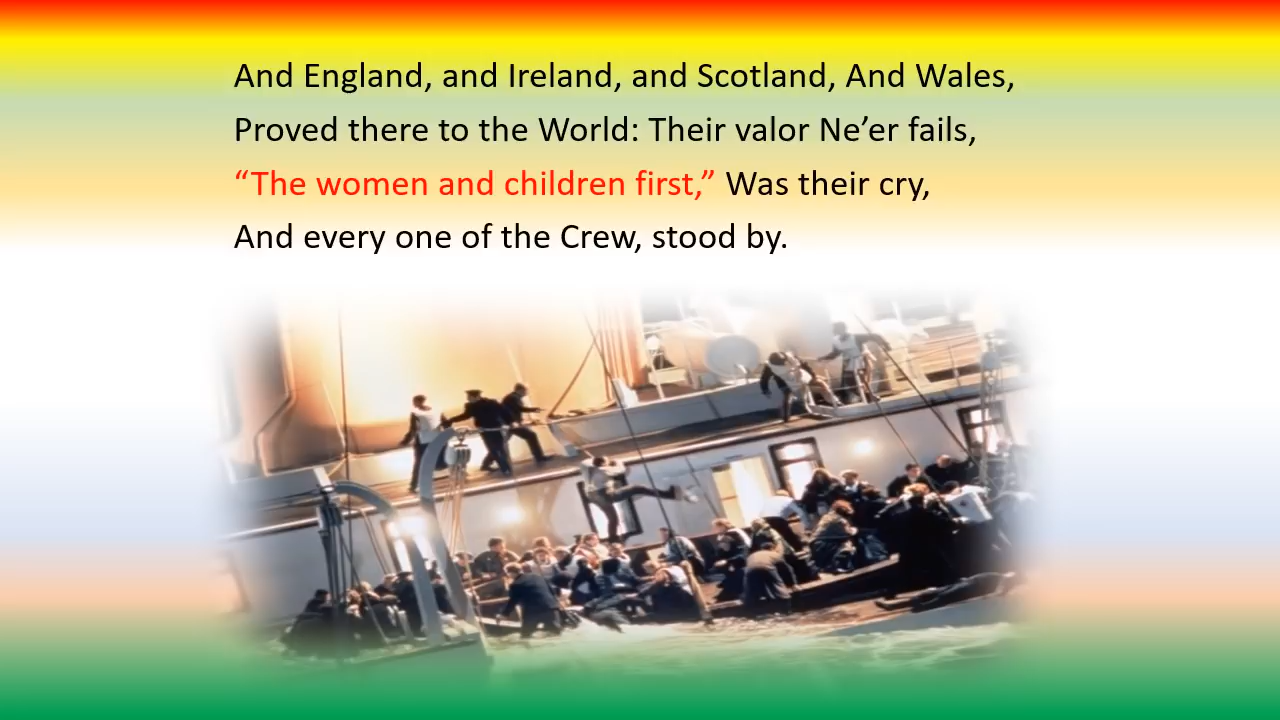 And England, and Ireland, and Scotland, And Wales,
Proved there to the World: Their valor Ne’er fails,
“The women and children first,” Was their cry,
And every one of the Crew, stood by.